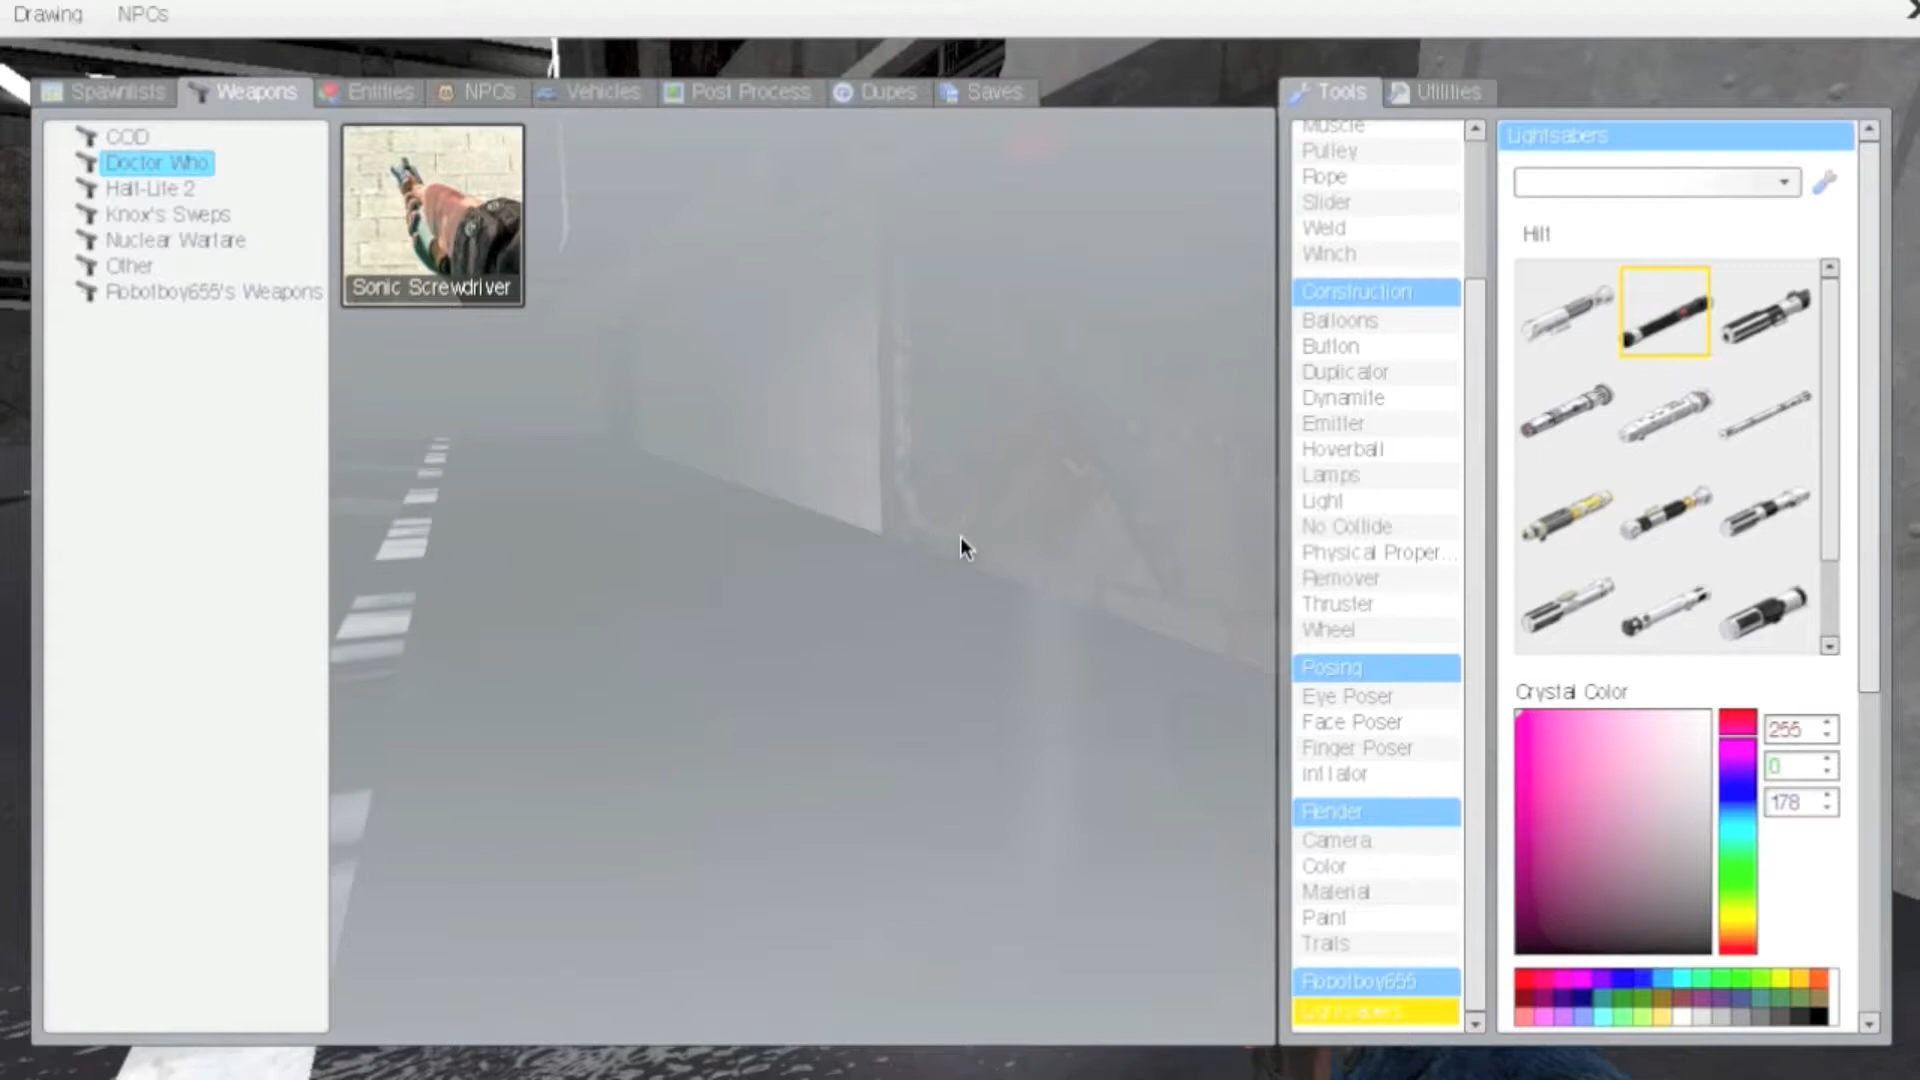 Drawing NPCs
Spawnlists Weapons Entities NPCs Vehicles Post Process Dupes Saves
Tools Utilities
COD
Doctor Who
Half-Life 2
Knox's Sweps
Nuclear Warfare
Other
Robotboy655's Weapons
Sonic Screwdriver
Muscle
Pulley
Rope
Slider
Weld
Winch
Construction
Balloons
Button
Duplicator
Dynamite
Emitter
Hoverball
Lamps
Light
No Collide
Physical Proper...
Remover
Thruster
Wheel
Posing
Eye Poser
Face Poser
Finger Poser
Inflator
Render
Camera
Color
Material
Paint
Trails
Robotboy655
Lightsabers
Lightsabers
Hilt
Crystal Color
255
0
178